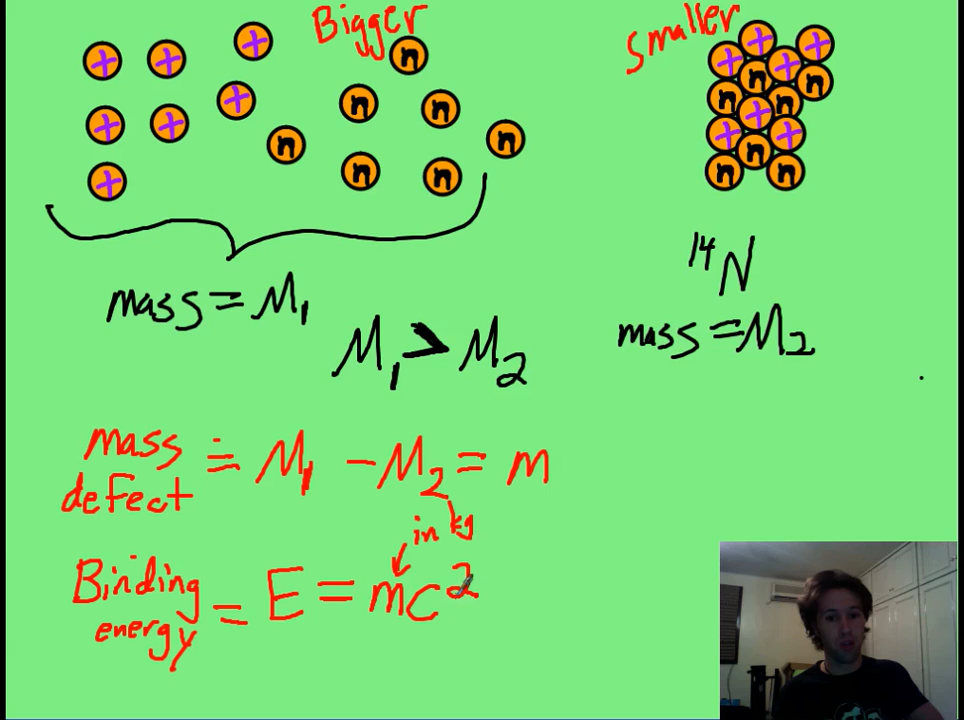 Bigger
Smaller
+ + + n + + + n
+ + + n n n n + n
+ n n + + n +
n n n n n
¹⁴N
mass = M₁
mass = M₂
M₁ > M₂
mass defect ≐ M₁ - M₂ = m
in kg
Binding energy = E = mc²